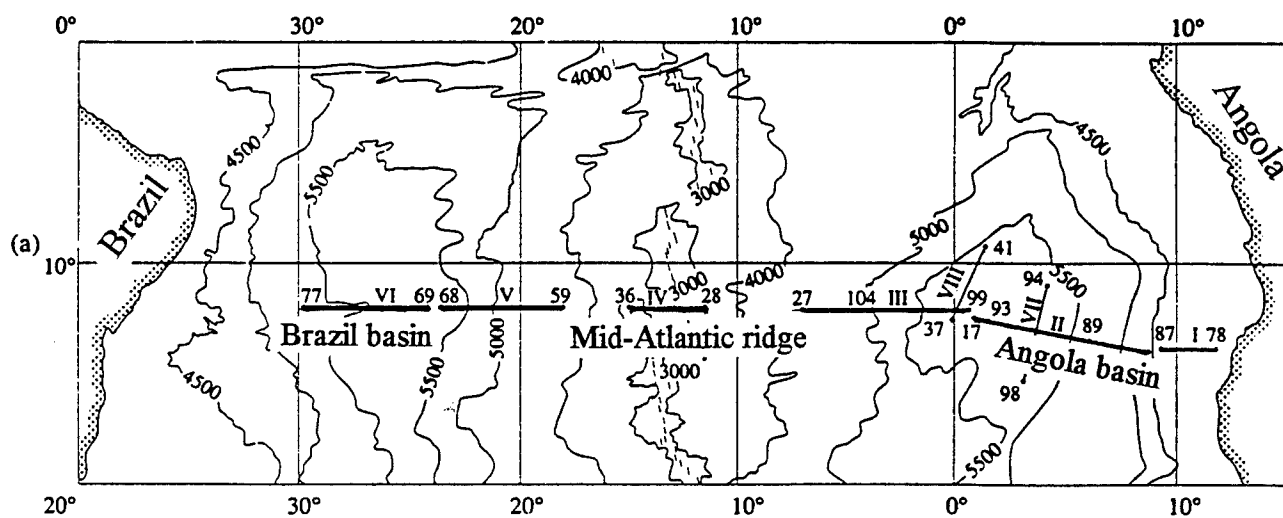 0° 30° 20° 10° 0° 10°
4000
4500
3000
4500
5500
5000
Brazil
Angola
(a)
10°
3000
4000
41
94
5500
VIII
VII
77 VI 69 68 V 59 36 IV 28 27 104 III 99 93 II 89 87 I 78
37 17
Brazil basin
Mid-Atlantic ridge
Angola basin
5000
3000
98
4500
5500
5500
20° 30° 20° 10° 0° 10°